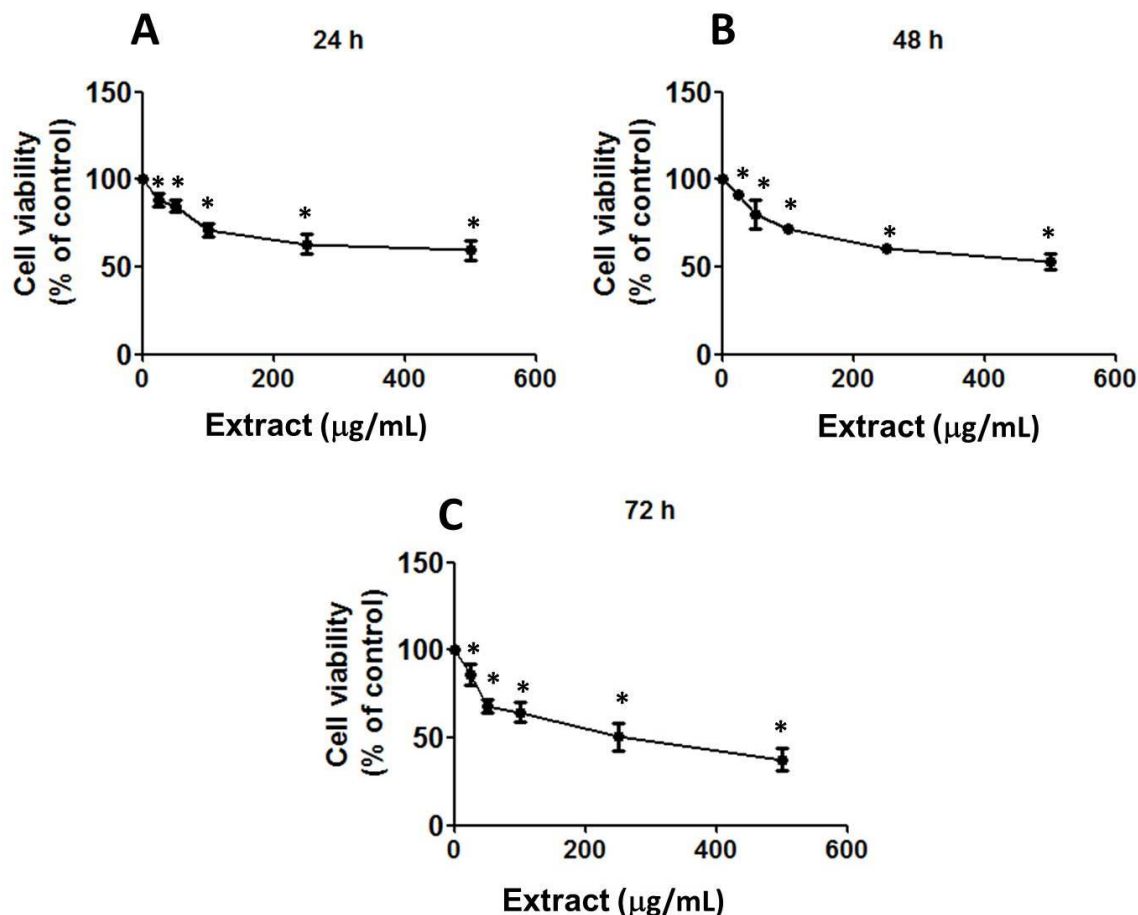 A
24 h
150
100
50
0
Cell viability
(% of control)
* * * * *
0 200 400 600
Extract (μg/mL)
B
48 h
150
100
50
0
Cell viability
(% of control)
* * * * *
0 200 400 600
Extract (μg/mL)
C
72 h
150
100
50
0
Cell viability
(% of control)
* * * * *
0 200 400 600
Extract (μg/mL)